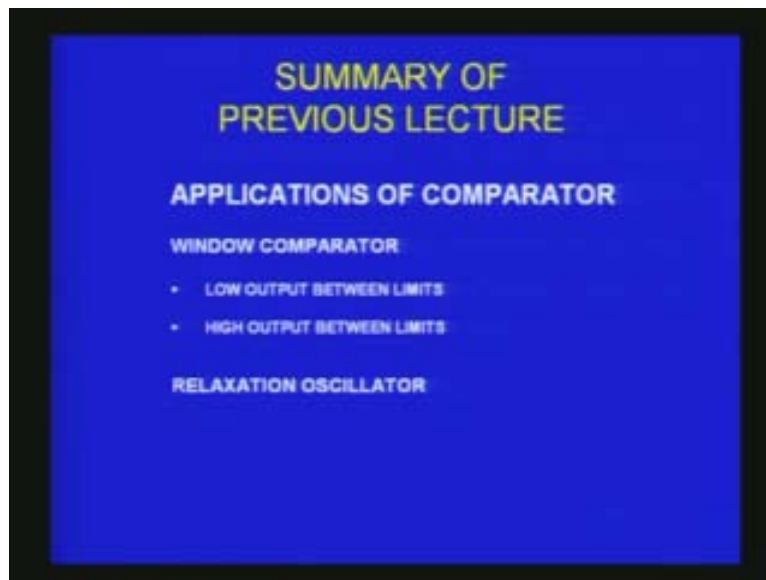 SUMMARY OF
PREVIOUS LECTURE
APPLICATIONS OF COMPARATOR
WINDOW COMPARATOR
• LOW OUTPUT BETWEEN LIMITS
• HIGH OUTPUT BETWEEN LIMITS
RELAXATION OSCILLATOR